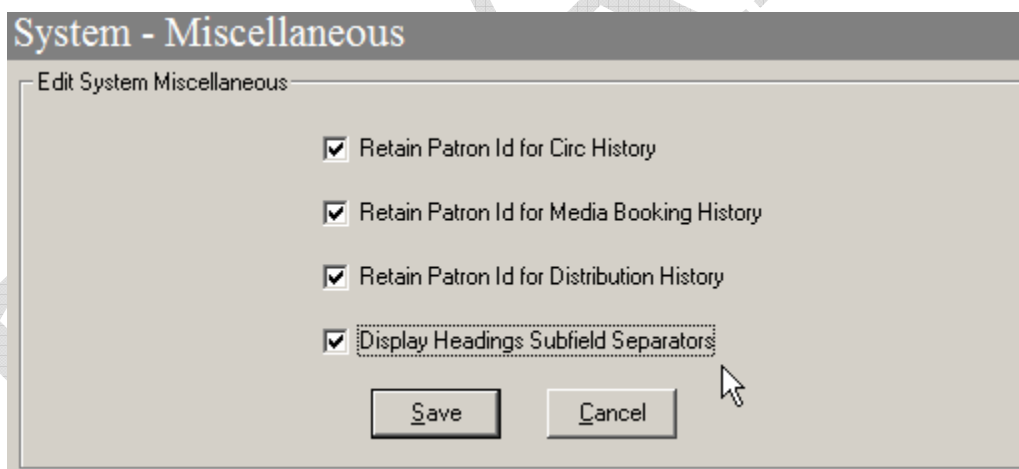 System - Miscellaneous
Edit System Miscellaneous
Retain Patron Id for Circ History
Retain Patron Id for Media Booking History
Retain Patron Id for Distribution History
Display Headings Subfield Separators
Save Cancel